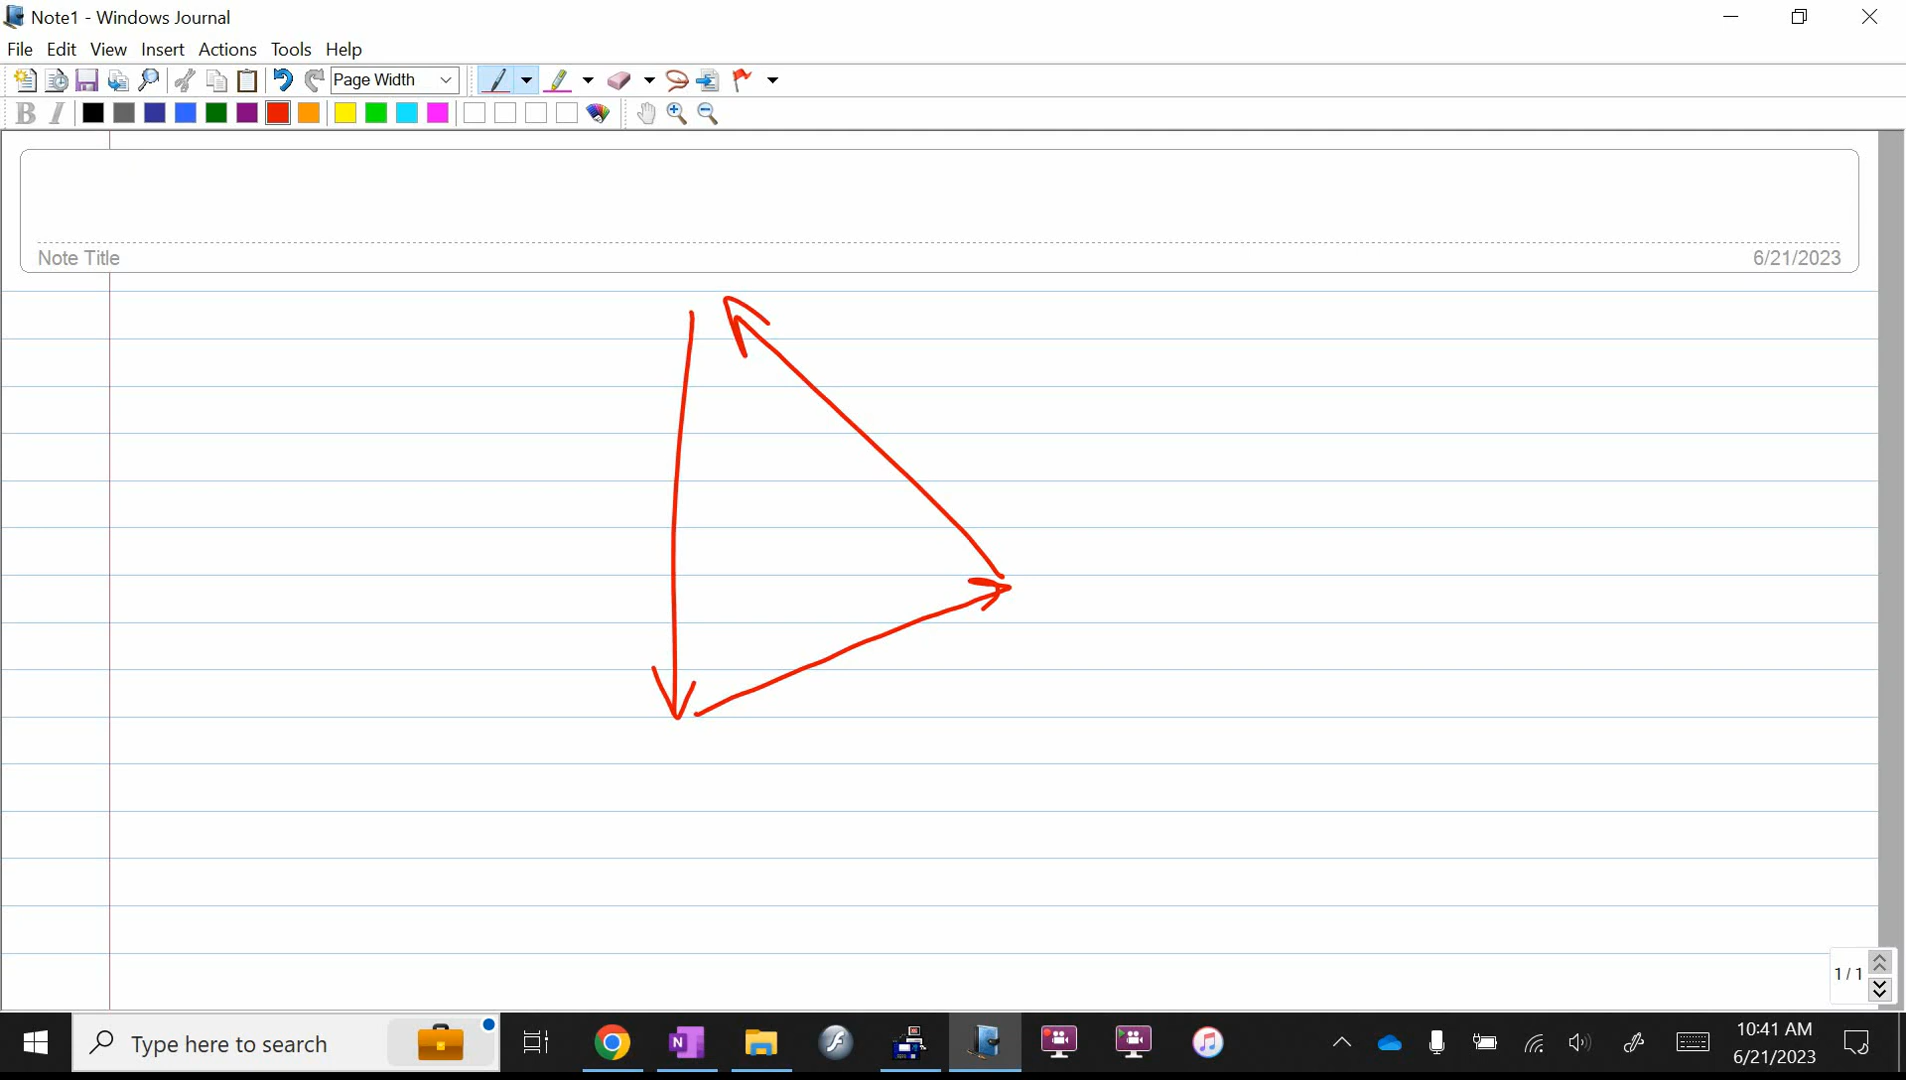 Note1 - Windows Journal
File Edit View Insert Actions Tools Help
Page Width
B I
Note Title
6/21/2023
1 / 1
Type here to search
N
10:41 AM
6/21/2023